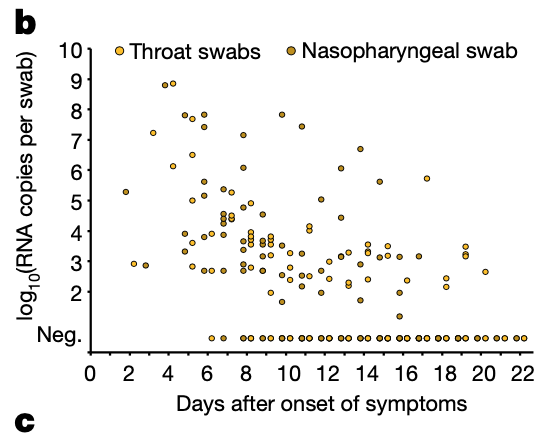 b
10
Throat swabs
Nasopharyngeal swab
9
8
7
6
5
4
3
2
Neg.
log10(RNA copies per swab)
0 2 4 6 8 10 12 14 16 18 20 22
Days after onset of symptoms
c